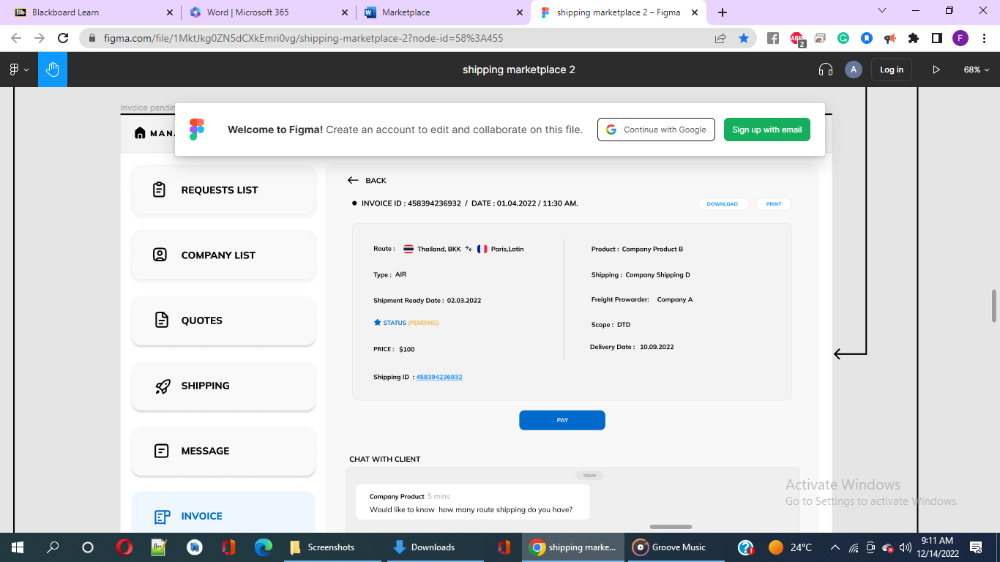 Blackboard Learn
Word | Microsoft 365
Marketplace
shipping marketplace 2 – Figma
figma.com/file/1MktJkg0ZN5dCXkEmri0vg/shipping-marketplace-2?node-id=58%3A455
ABP
2
F
shipping marketplace 2
A
Log in
68%
invoice pendin
Welcome to Figma! Create an account to edit and collaborate on this file.
Continue with Google
Sign up with email
MAN
REQUESTS LIST
COMPANY LIST
QUOTES
SHIPPING
MESSAGE
INVOICE
BACK
INVOICE ID : 458394236932 / DATE : 01.04.2022 / 11:30 AM.
DOWNLOAD
PRINT
Route : Thailand, BKK Paris,Latin
Type : AIR
Shipment Ready Date : 02.03.2022
STATUS (PENDING)
PRICE : $100
Shipping ID : 458394236932
Product : Company Product B
Shipping : Company Shipping D
Freight Prowarder: Company A
Scope : DTD
Delivery Date : 10.09.2022
PAY
CHAT WITH CLIENT
TODAY
Company Product 5 mins
Would like to know how many route shipping do you have?
Activate Windows
Go to Settings to activate Windows.
Screenshots
Downloads
shipping marke...
Groove Music
24°C
9:11 AM
12/14/2022